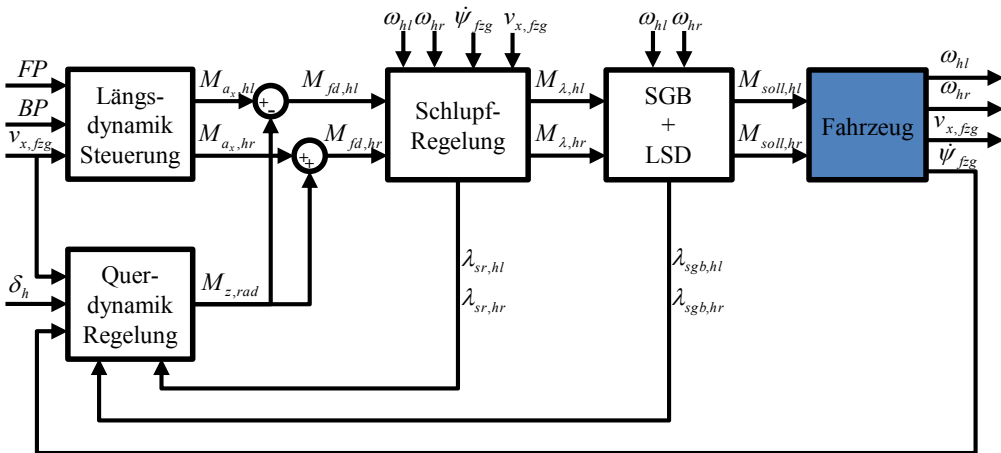 ω_hl ω_hr ψ̇_fzg v_x,fzg
ω_hl ω_hr
FP
BP
v_x,fzg
Längs-
dynamik
Steuerung
M_a_x,hl
M_a_x,hr
+
-
+
+
M_fd,hl
M_fd,hr
Schlupf-
Regelung
M_λ,hl
M_λ,hr
SGB
+
LSD
M_soll,hl
M_soll,hr
Fahrzeug
ω_hl
ω_hr
v_x,fzg
ψ̇_fzg
δ_h
Quer-
dynamik
Regelung
M_z,rad
λ_sr,hl
λ_sr,hr
λ_sgb,hl
λ_sgb,hr